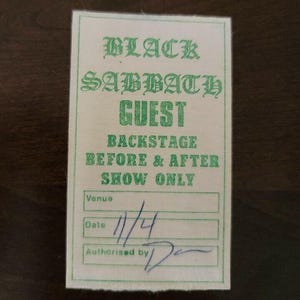 BLACK
SABBATH
GUEST
BACKSTAGE
BEFORE & AFTER
SHOW ONLY
Venue
Date 11/4
Authorised by